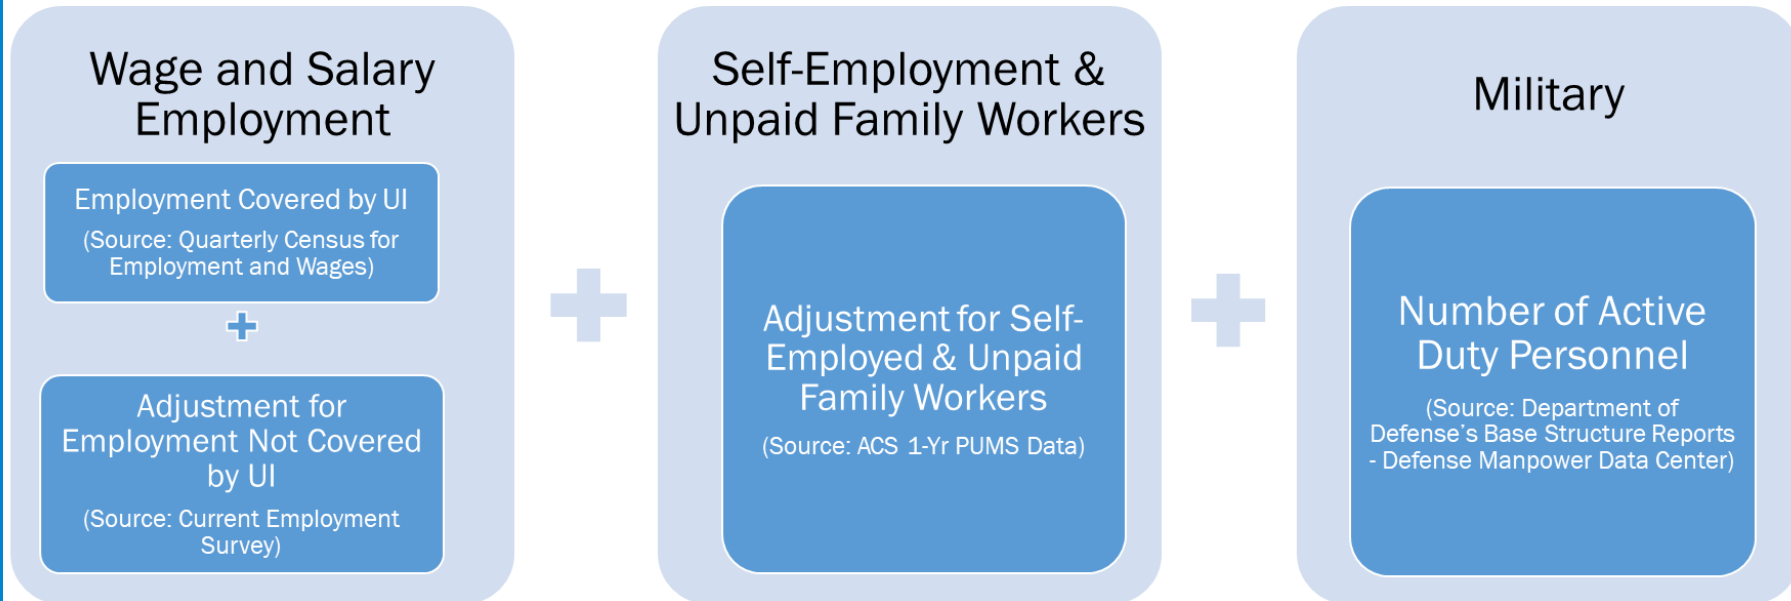 Wage and Salary
Employment
Employment Covered by UI
(Source: Quarterly Census for
Employment and Wages)
Adjustment for
Employment Not Covered
by UI
(Source: Current Employment
Survey)
Self-Employment &
Unpaid Family Workers
Adjustment for Self-
Employed & Unpaid
Family Workers
(Source: ACS 1-Yr PUMS Data)
Military
Number of Active
Duty Personnel
(Source: Department of
Defense's Base Structure Reports
- Defense Manpower Data Center)